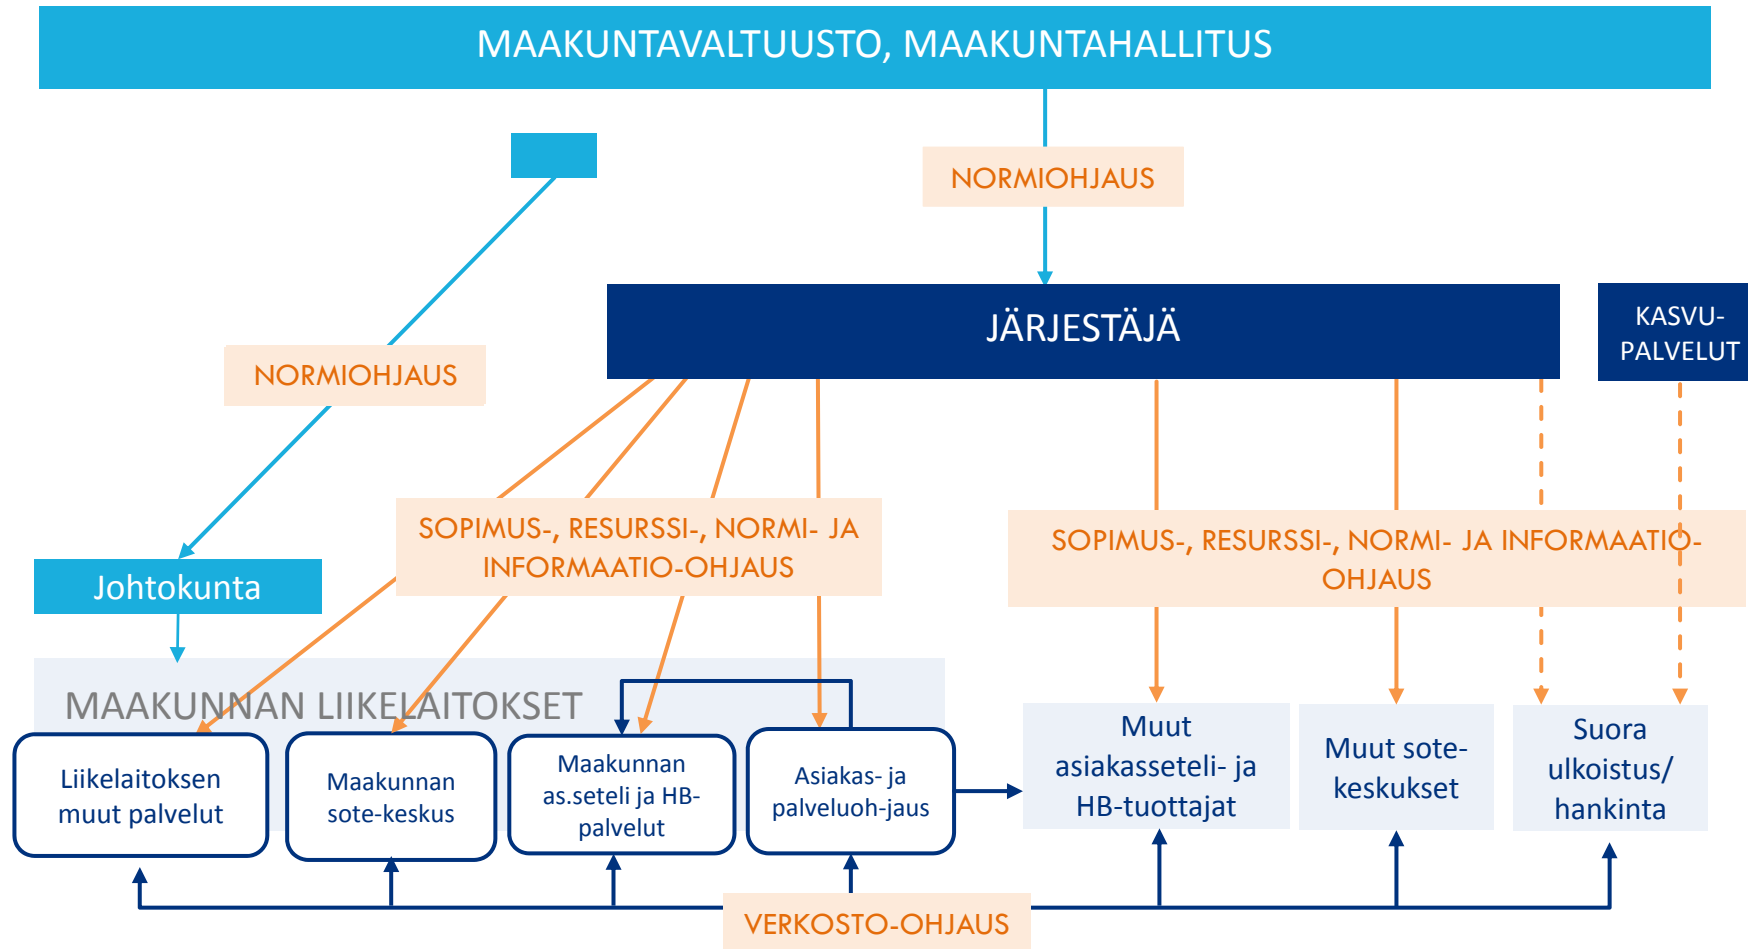 MAAKUNTAVALTUUSTO, MAAKUNTAHALLITUS
NORMIOHJAUS
JÄRJESTÄJÄ
KASVU-
PALVELUT
NORMIOHJAUS
SOPIMUS-, RESURSSI-, NORMI- JA
INFORMAATIO-OHJAUS
SOPIMUS-, RESURSSI-, NORMI- JA INFORMAATIO-
OHJAUS
Johtokunta
MAAKUNNAN LIIKELAITOKSET
Liikelaitoksen
muut palvelut
Maakunnan
sote-keskus
Maakunnan
as.seteli ja HB-
palvelut
Asiakas- ja
palveluoh-jaus
Muut
asiakasseteli- ja
HB-tuottajat
Muut sote-
keskukset
Suora
ulkoistus/
hankinta
VERKOSTO-OHJAUS